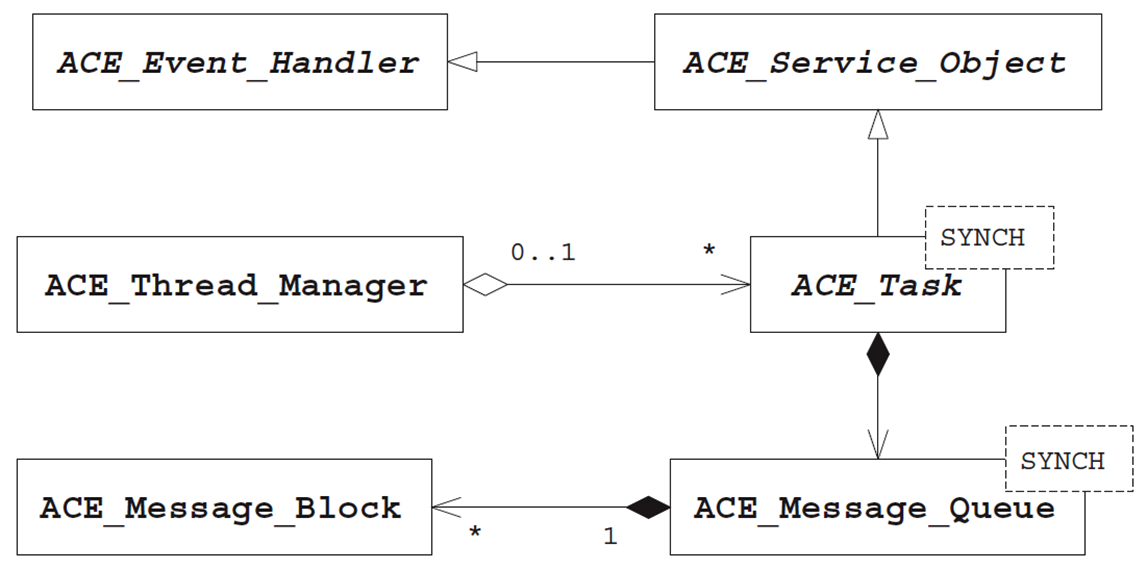 ACE_Event_Handler
ACE_Service_Object
SYNCH
0..1
*
ACE_Thread_Manager
ACE_Task
SYNCH
ACE_Message_Block
ACE_Message_Queue
*
1